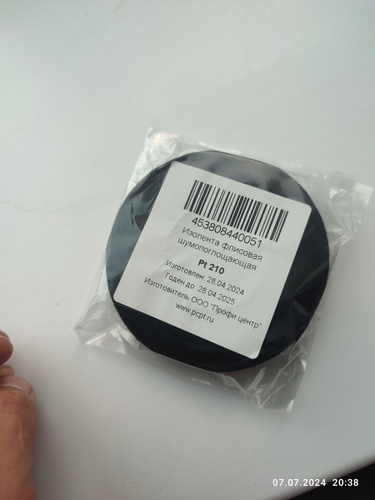 453808440051
Изолента флисовая
шумопоглощающая
Pt 210
Изготовлен: 28.04.2024
Годен до: 28.04.2025
Изготовитель ООО "Профи центр"
www.pcpt.ru
07.07.2024 20:38